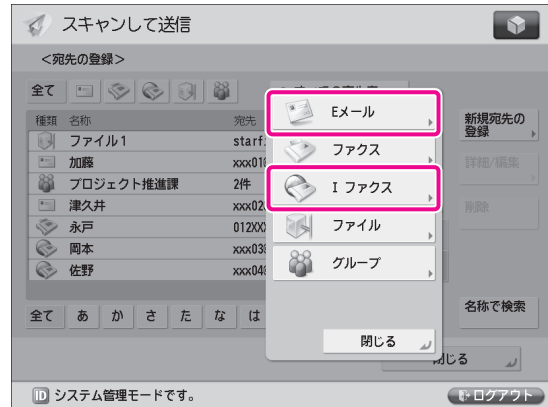 スキャンして送信
<宛先の登録>
全て
種類 名称 宛先
ファイル1 starf
加藤 xxx01
プロジェクト推進課 2件
津久井 xxx02
永戸 012XX
岡本 xxx03
佐野 xxx04
全て あ か さ た な は
Eメール
ファクス
I ファクス
ファイル
グループ
閉じる
新規宛先の
登録
詳細/編集
削除
名称で検索
閉じる
ID システム管理モードです。
ログアウト